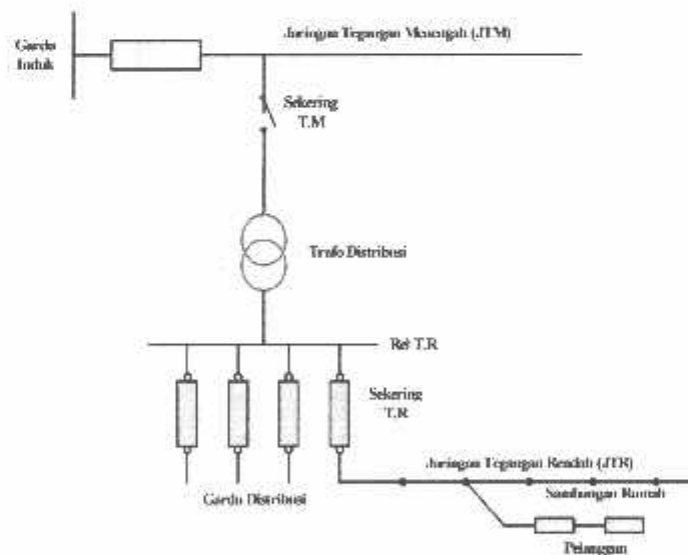 Gardu
Induk
Jaringan Tegangan Menengah (JTM)
Sekering
T.M
Trafo Distribusi
Rel T.R
Sekering
T.R
Jaringan Tegangan Rendah (JTR)
Gardu Distribusi
Sambungan Rumah
Pelanggan